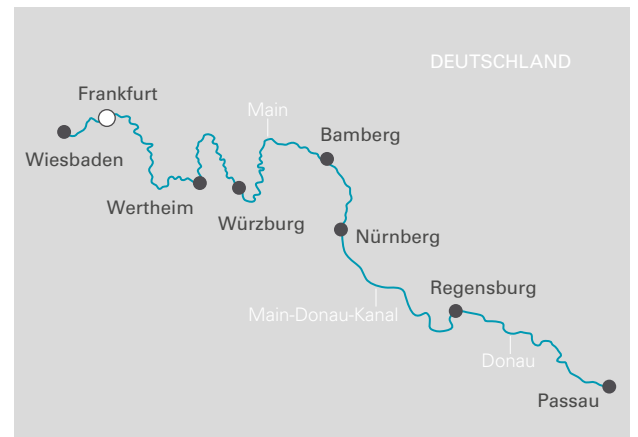 DEUTSCHLAND
Frankfurt
Main
Bamberg
Wiesbaden
Wertheim
Würzburg
Nürnberg
Regensburg
Main-Donau-Kanal
Donau
Passau